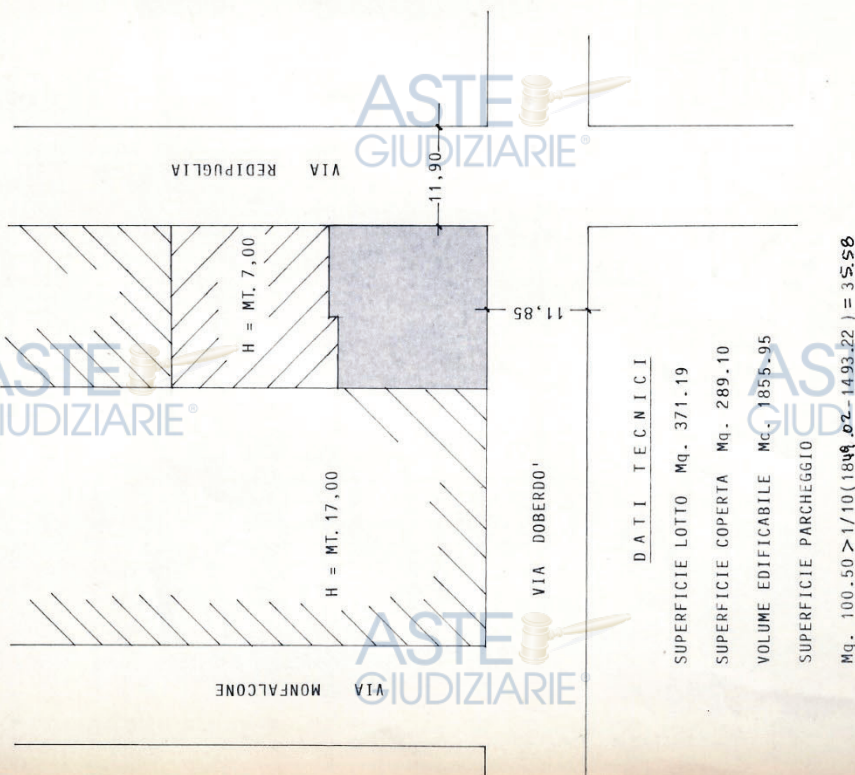 ASTE
GIUDIZIARIE®
VIA REDIPUGLIA
11,90
H = MT. 7,00
11,85
ASTE
GIUDIZIARIE®
ASTE
GIUD
H = MT. 17,00
VIA DOBERDO'
ASTE
GIUDIZIARIE®
VIA MONFALCONE
DATI TECNICI
SUPERFICIE LOTTO Mq. 371.19
SUPERFICIE COPERTA Mq. 289.10
VOLUME EDIFICABILE Mc. 1855.95
SUPERFICIE PARCHEGGIO
Mq. 100.50 > 1/10(1849.02-1493.22 ) = 35.58